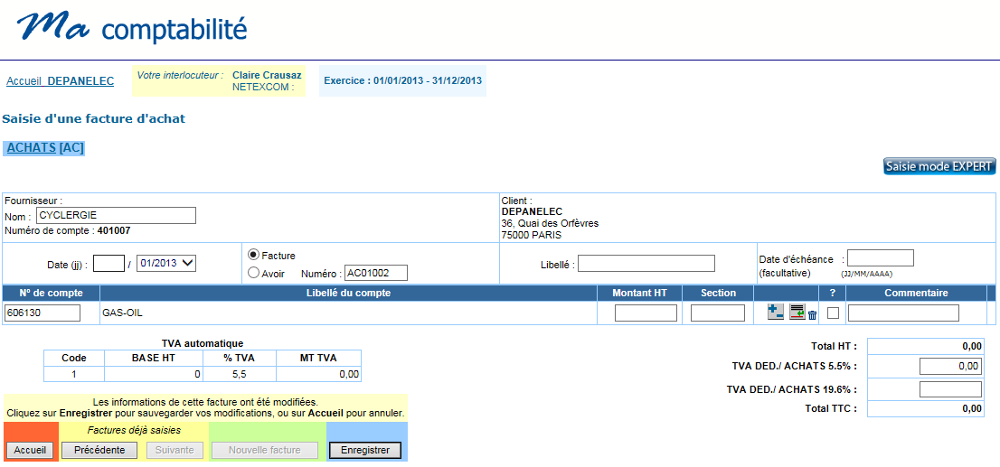 Ma comptabilité
Accueil DEPANELEC
Votre interlocuteur : Claire Crausaz
NETEXCOM :
Exercice : 01/01/2013 - 31/12/2013
Saisie d'une facture d'achat
ACHATS [AC]
Saisie mode EXPERT
Fournisseur :
Nom : CYCLERGIE
Numéro de compte : 401007
Client :
DEPANELEC
36, Quai des Orfèvres
75000 PARIS
Date (jj) : / 01/2013
Facture
Avoir Numéro : AC01002
Libellé :
Date d'échéance :
(facultative) (JJ/MM/AAAA)
N° de compte Libellé du compte Montant HT Section ? Commentaire
606130 GAS-OIL
TVA automatique
Code BASE HT % TVA MT TVA
1 0 5,5 0,00
Total HT : 0,00
TVA DED./ ACHATS 5.5% : 0,00
TVA DED./ ACHATS 19.6% :
Total TTC : 0,00
Les informations de cette facture ont été modifiées.
Cliquez sur Enregistrer pour sauvegarder vos modifications, ou sur Accueil pour annuler.
Factures déjà saisies
Accueil Précédente Suivante Nouvelle facture Enregistrer